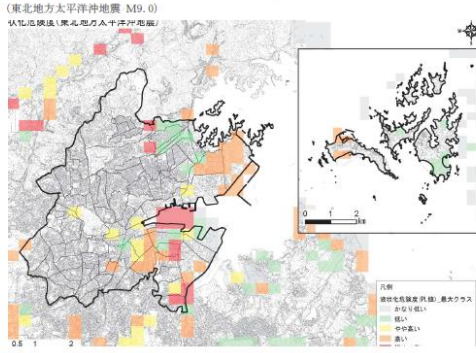 (東北地方太平洋沖地震 M9.0)
状化危険度(東北地方太平洋沖地震)
N
0 1 2
km
凡例
液状化危険度(PL値)_最大クラス
かなり低い
低い
やや高い
高い
0.5 1 2